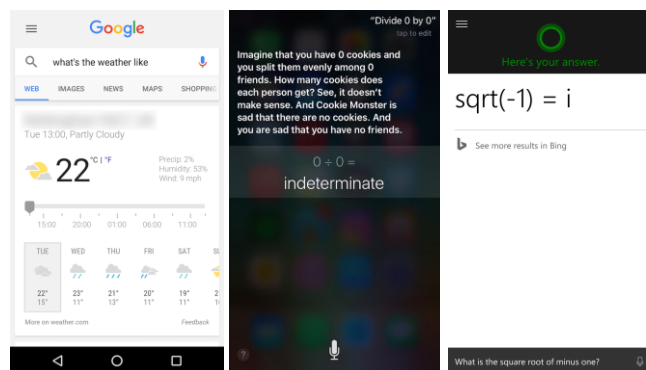 Google
what's the weather like
WEB IMAGES NEWS MAPS SHOPPING
Tue 13:00, Partly Cloudy
22 °C | °F
Precip: 2%
Humidity: 53%
Wind: 9 mph
15:00 20:00 01:00 06:00 11:00
TUE WED THU FRI SAT
22° 23° 21° 20° 19°
15° 11° 13° 11° 11°
More on weather.com Feedback
"Divide 0 by 0"
tap to edit
Imagine that you have 0 cookies and
you split them evenly among 0
friends. How many cookies does
each person get? See, it doesn't
make sense. And Cookie Monster is
sad that there are no cookies. And
you are sad that you have no friends.
0 ÷ 0 =
indeterminate
?
Here's your answer.
sqrt(-1) = i
See more results in Bing
What is the square root of minus one?